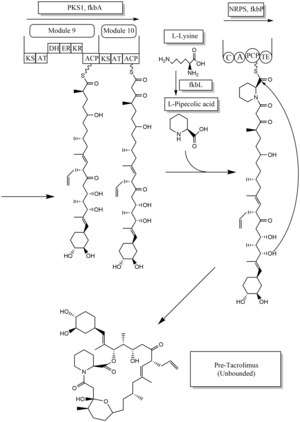 PKS1, fkbA
NRPS, fkbP
Module 9
Module 10
DH ER KR
KS AT ACP KS AT ACP
L-Lysine
C A PCP TE
fkbL
L-Pipecolic acid
Pre-Tacrolimus
(Unbounded)